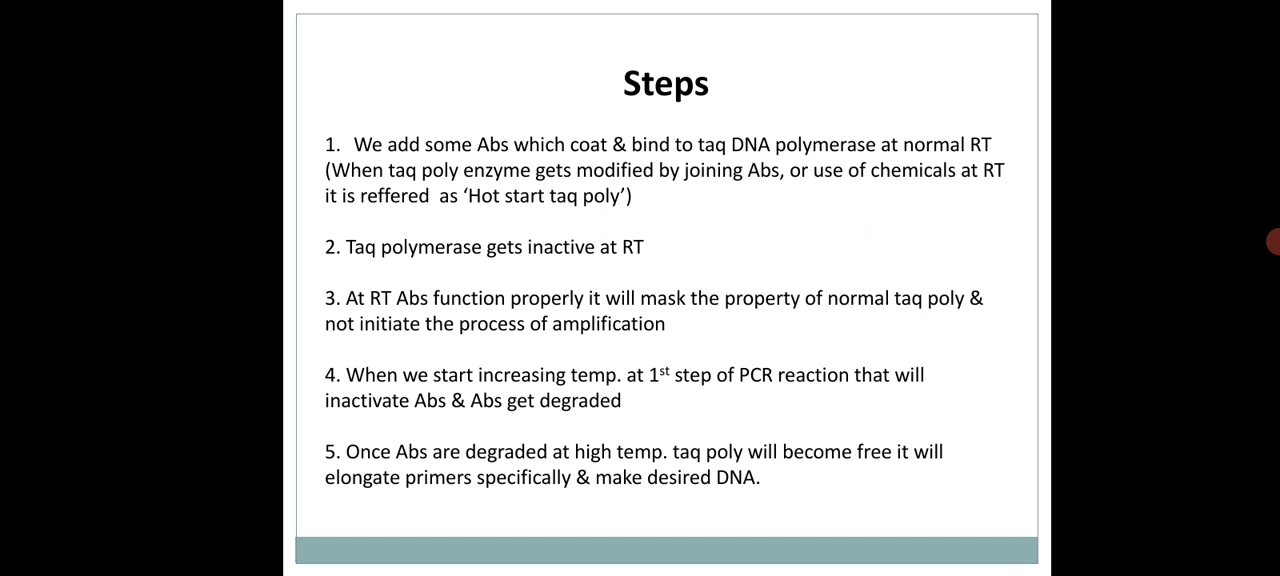 Steps
1. We add some Abs which coat & bind to taq DNA polymerase at normal RT
(When taq poly enzyme gets modified by joining Abs, or use of chemicals at RT
it is reffered as ‘Hot start taq poly’)
2. Taq polymerase gets inactive at RT
3. At RT Abs function properly it will mask the property of normal taq poly &
not initiate the process of amplification
4. When we start increasing temp. at 1st step of PCR reaction that will
inactivate Abs & Abs get degraded
5. Once Abs are degraded at high temp. taq poly will become free it will
elongate primers specifically & make desired DNA.